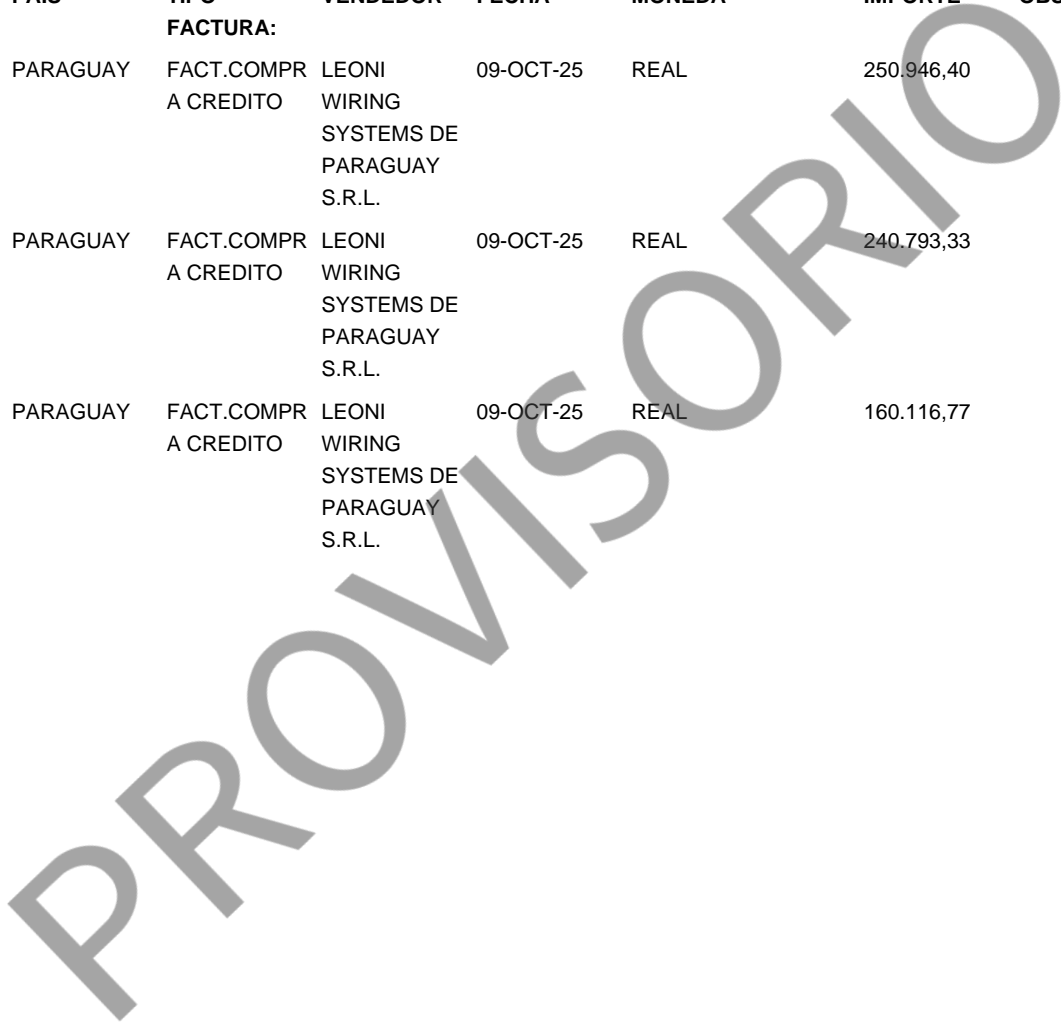 FACTURA:
PARAGUAY FACT.COMPR LEONI 09-OCT-25 REAL 250.946,40
A CREDITO WIRING
SYSTEMS DE
PARAGUAY
S.R.L.
PARAGUAY FACT.COMPR LEONI 09-OCT-25 REAL 240.793,33
A CREDITO WIRING
SYSTEMS DE
PARAGUAY
S.R.L.
PARAGUAY FACT.COMPR LEONI 09-OCT-25 REAL 160.116,77
A CREDITO WIRING
SYSTEMS DE
PARAGUAY
S.R.L.
PROVISORIO